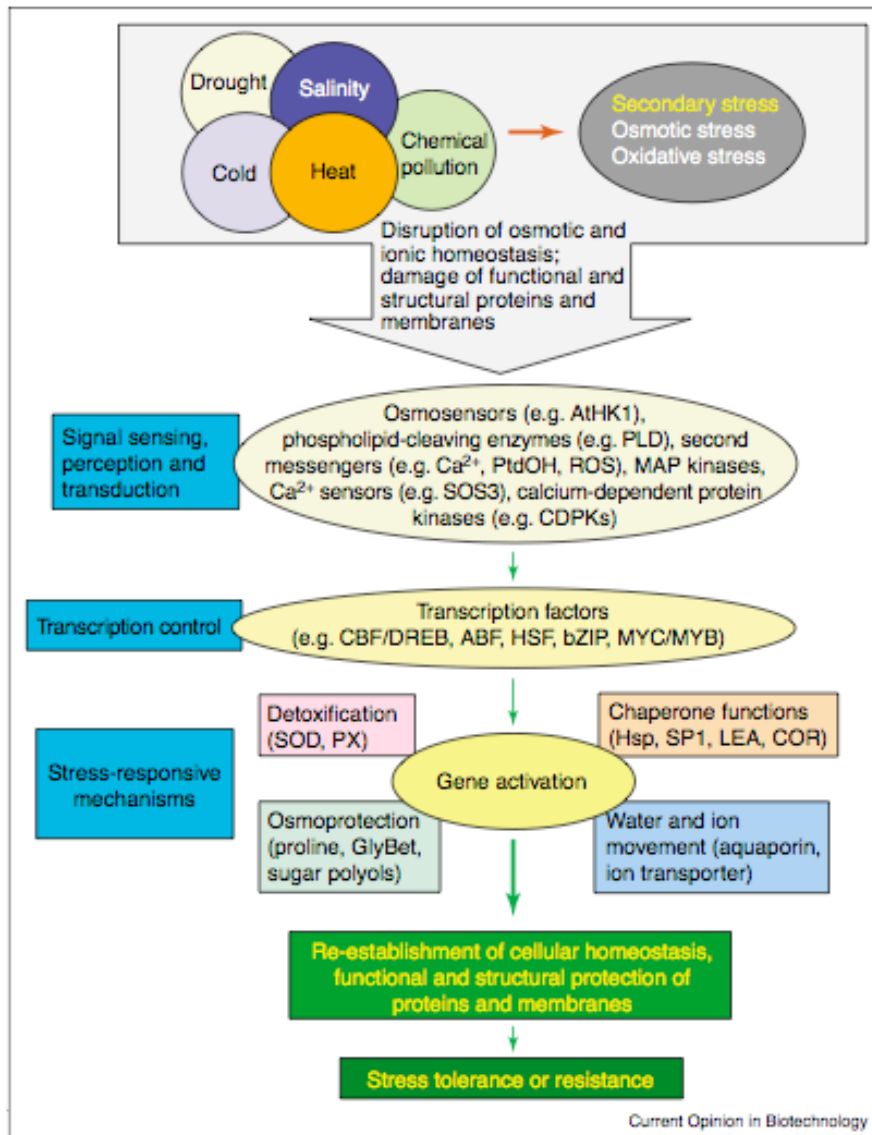 Drought
Salinity
Cold
Heat
Chemical
pollution
Secondary stress
Osmotic stress
Oxidative stress
Disruption of osmotic and
ionic homeostasis;
damage of functional and
structural proteins and
membranes
Signal sensing,
perception and
transduction
Osmosensors (e.g. AtHK1),
phospholipid-cleaving enzymes (e.g. PLD), second
messengers (e.g. Ca²⁺, PtdOH, ROS), MAP kinases,
Ca²⁺ sensors (e.g. SOS3), calcium-dependent protein
kinases (e.g. CDPKs)
Transcription control
Transcription factors
(e.g. CBF/DREB, ABF, HSF, bZIP, MYC/MYB)
Stress-responsive
mechanisms
Detoxification
(SOD, PX)
Chaperone functions
(Hsp, SP1, LEA, COR)
Gene activation
Osmoprotection
(proline, GlyBet,
sugar polyols)
Water and ion
movement (aquaporin,
ion transporter)
Re-establishment of cellular homeostasis,
functional and structural protection of
proteins and membranes
Stress tolerance or resistance
Current Opinion in Biotechnology